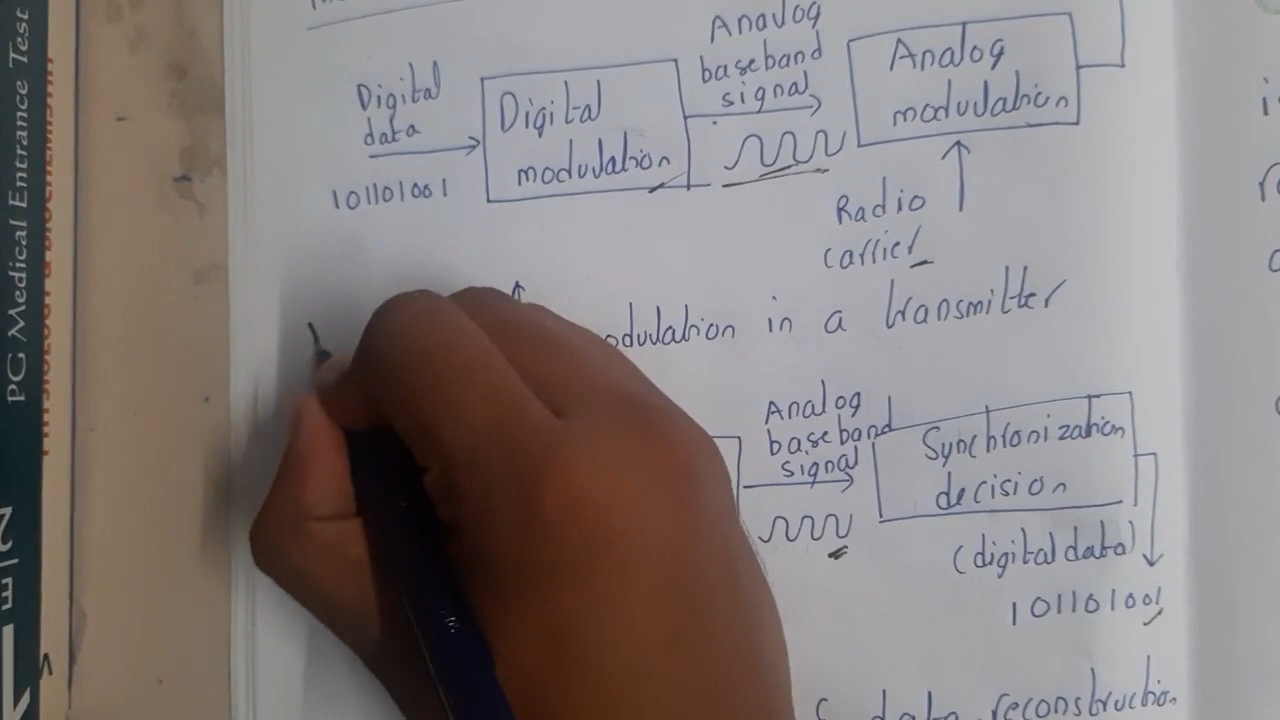 Digital
data
101101001
Digital
modulation
Analog
baseband
signal
Analog
modulation
Radio
carrier
modulation in a transmitter
Analog
baseband
signal
Synchronization
decision
(digital data)
101101001
data reconstruction
PG Medical Entrance Test